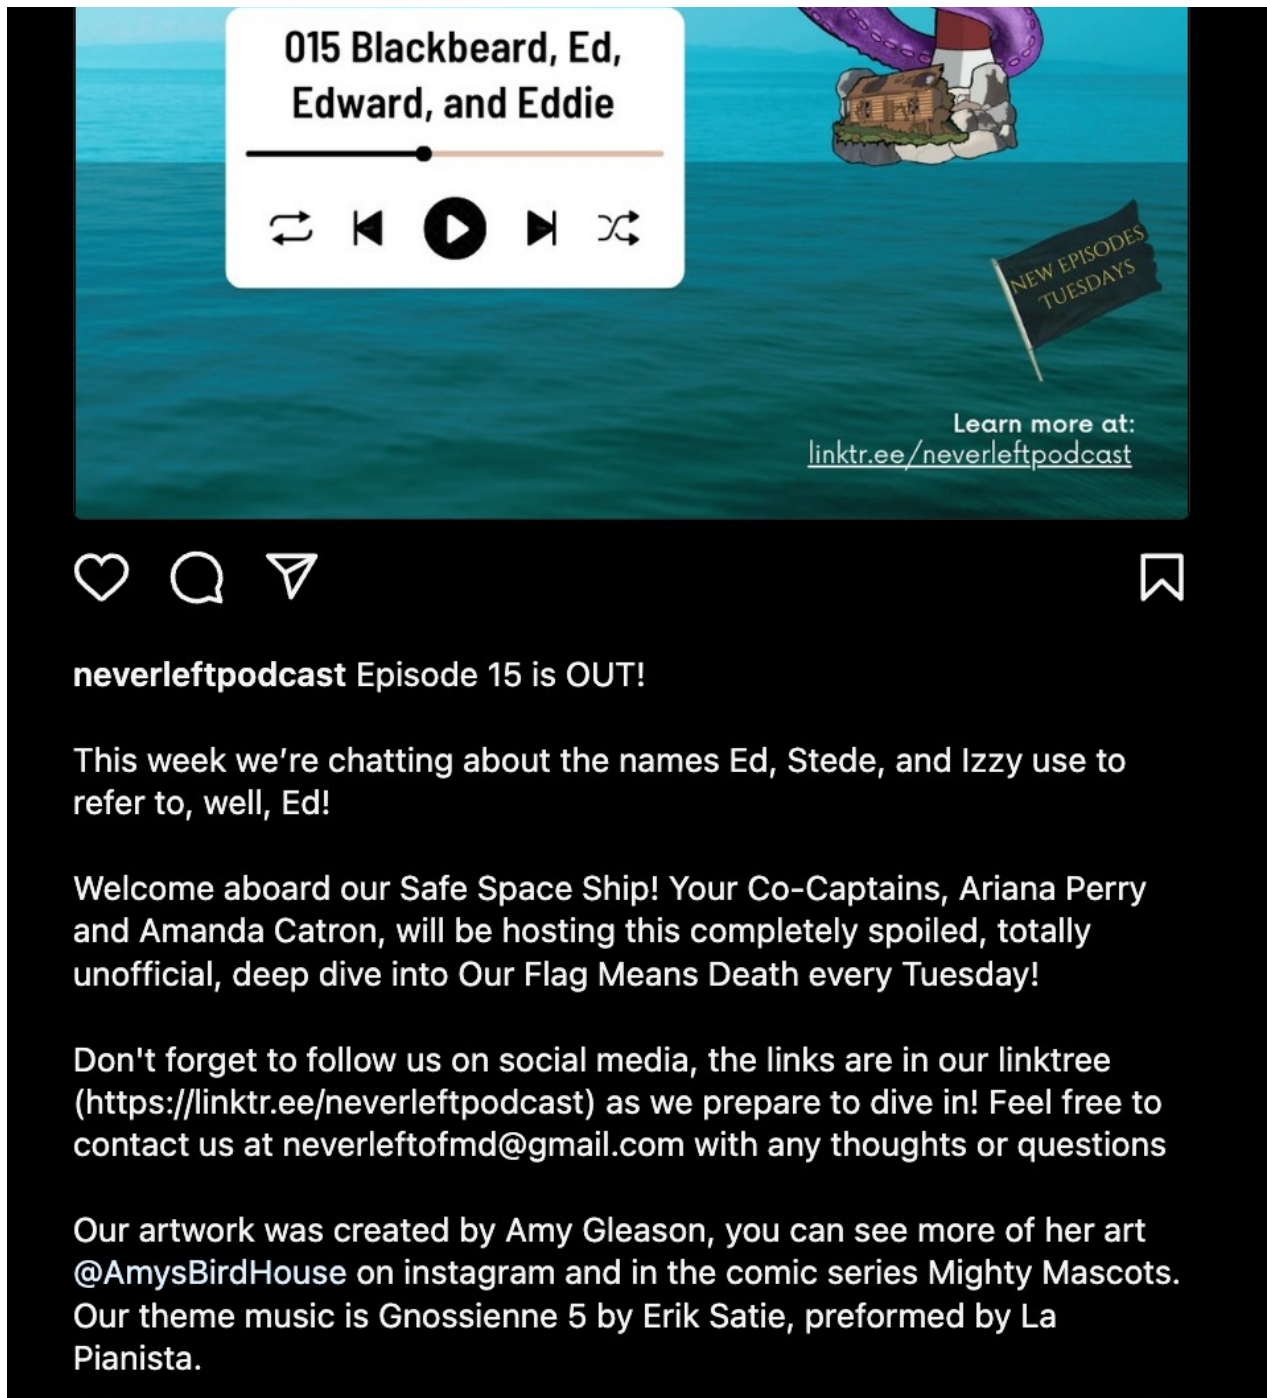 015 Blackbeard, Ed,
Edward, and Eddie
NEW EPISODES
TUESDAYS
Learn more at:
linktr.ee/neverleftpodcast
neverleftpodcast Episode 15 is OUT!
This week we’re chatting about the names Ed, Stede, and Izzy use to
refer to, well, Ed!
Welcome aboard our Safe Space Ship! Your Co-Captains, Ariana Perry
and Amanda Catron, will be hosting this completely spoiled, totally
unofficial, deep dive into Our Flag Means Death every Tuesday!
Don't forget to follow us on social media, the links are in our linktree
(https://linktr.ee/neverleftpodcast) as we prepare to dive in! Feel free to
contact us at neverleftofmd@gmail.com with any thoughts or questions
Our artwork was created by Amy Gleason, you can see more of her art
@AmysBirdHouse on instagram and in the comic series Mighty Mascots.
Our theme music is Gnossienne 5 by Erik Satie, preformed by La
Pianista.